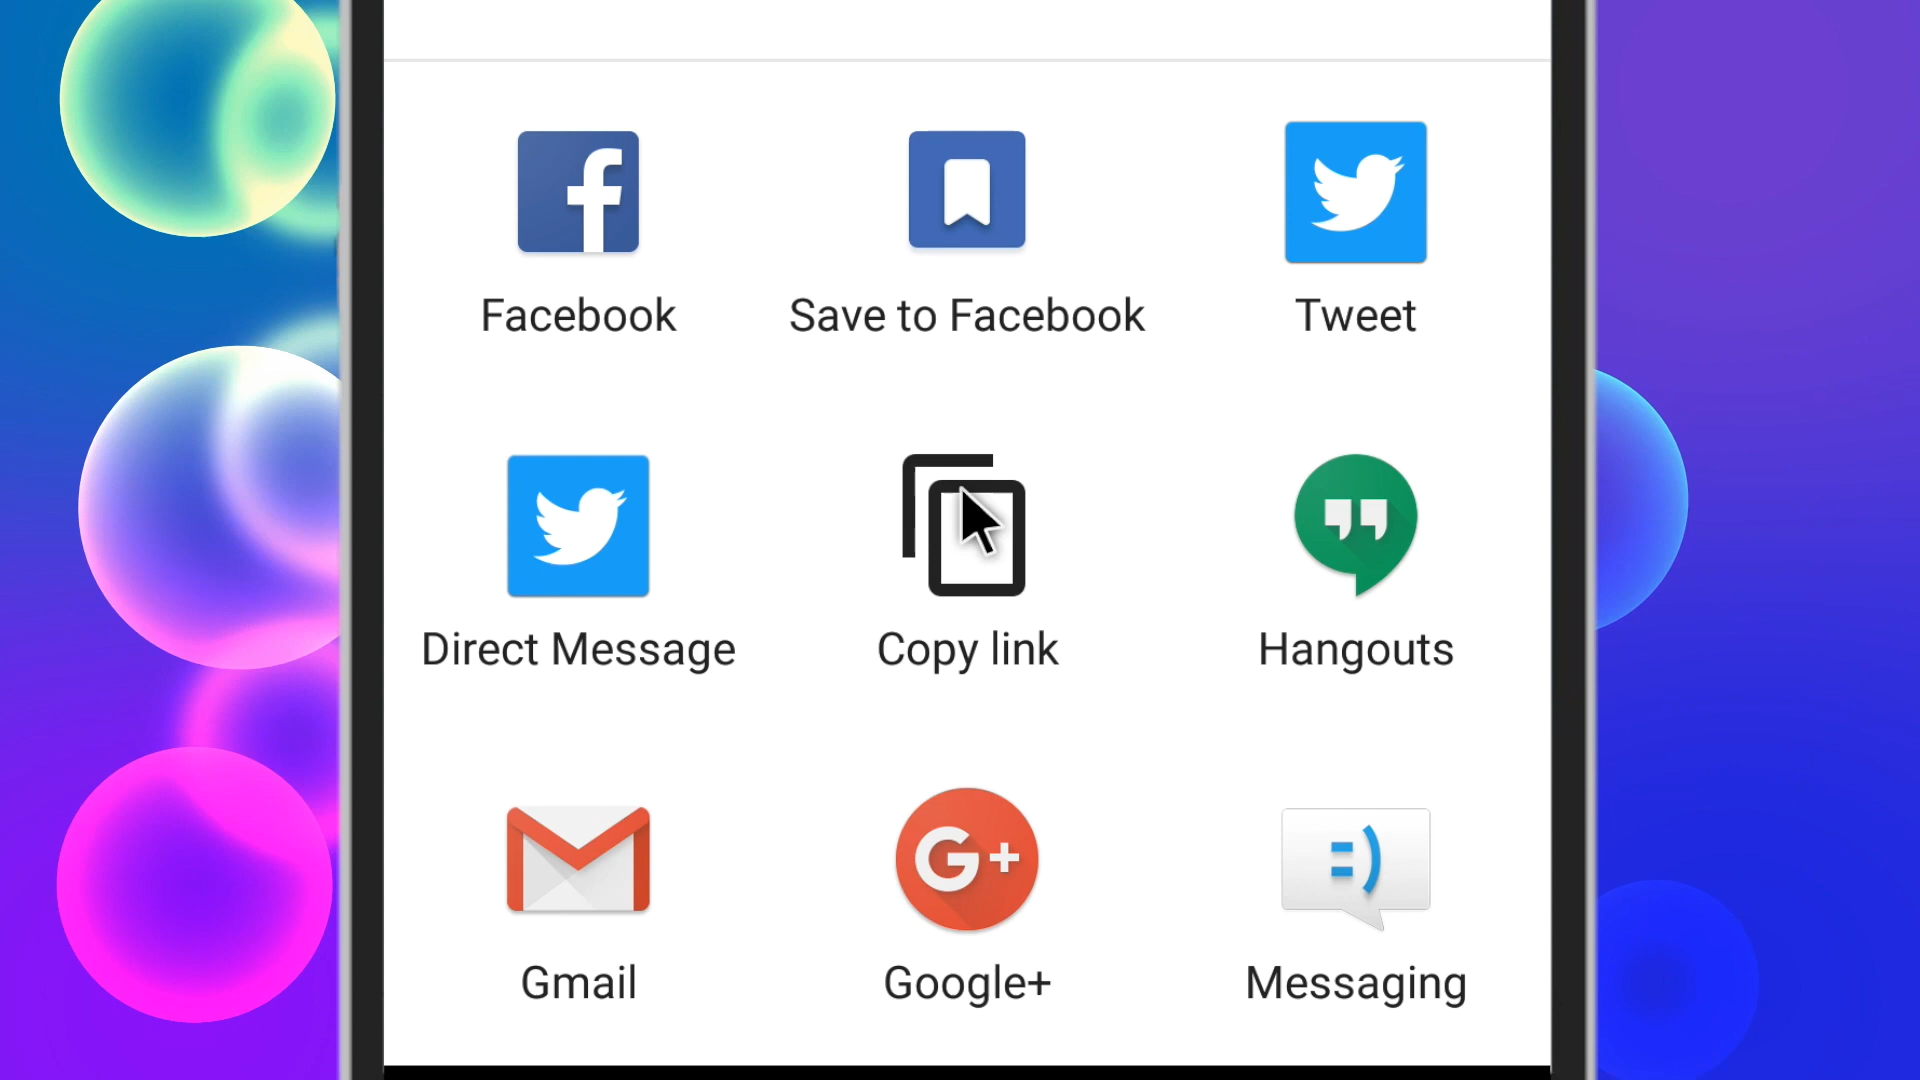 Facebook
Save to Facebook
Tweet
Direct Message
Copy link
Hangouts
Gmail
G+
Google+
:)
Messaging